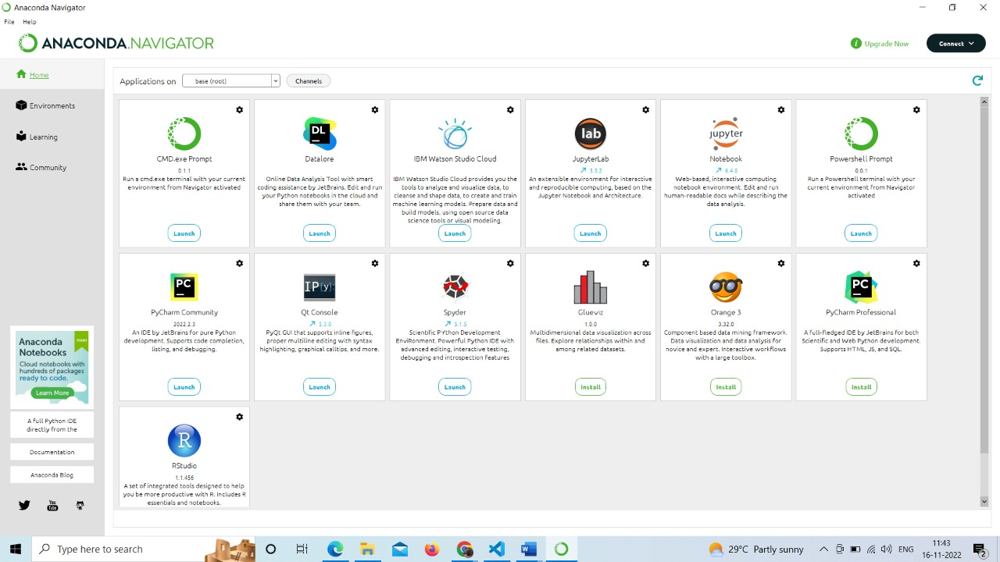 Anaconda Navigator
File Help
ANACONDA.NAVIGATOR
i Upgrade Now Connect
Home
Environments
Learning
Community
Applications on base (root) Channels
CMD.exe Prompt
0.1.1
Run a cmd.exe terminal with your current
environment from Navigator activated
Launch
DL
Datalore
Online Data Analysis Tool with smart
coding assistance by JetBrains. Edit and run
your Python notebooks in the cloud and
share them with your team.
Launch
IBM Watson Studio Cloud
IBM Watson Studio Cloud provides you the
tools to analyze and visualize data, to
cleanse and shape data, to create and train
machine learning models. Prepare data and
build models, using open source data
science tools or visual modeling.
Launch
lab
JupyterLab
3.3.2
An extensible environment for interactive
and reproducible computing, based on the
Jupyter Notebook and Architecture.
Launch
jupyter
Notebook
6.4.8
Web-based, interactive computing
notebook environment. Edit and run
human-readable docs while describing the
data analysis.
Launch
Powershell Prompt
0.0.1
Run a Powershell terminal with your
current environment from Navigator
activated
Launch
PC
PyCharm Community
2022.2.3
An IDE by JetBrains for pure Python
development. Supports code completion,
listing, and debugging.
Launch
IP[y]:
Qt Console
5.3.0
PyQt GUI that supports inline figures,
proper multiline editing with syntax
highlighting, graphical calltips, and more.
Launch
Spyder
5.1.5
Scientific PYthon Development
EnviRonment. Powerful Python IDE with
advanced editing, interactive testing,
debugging and introspection features
Launch
Glueviz
1.0.0
Multidimensional data visualization across
files. Explore relationships within and
among related datasets.
Install
Orange 3
3.32.0
Component based data mining framework.
Data visualization and data analysis for
novice and expert. Interactive workflows
with a large toolbox.
Install
PC
PyCharm Professional
A full-fledged IDE by JetBrains for both
Scientific and Web Python development.
Supports HTML, JS, and SQL.
Install
R
RStudio
1.1.456
A set of integrated tools designed to help
you be more productive with R. Includes R
essentials and notebooks.
Anaconda
Notebooks
New!
Cloud notebooks with
hundreds of packages
ready to code.
Learn More
A full Python IDE
directly from the
Documentation
Anaconda Blog
You
Tube
Type here to search
29°C Partly sunny
ENG
11:43
16-11-2022
2